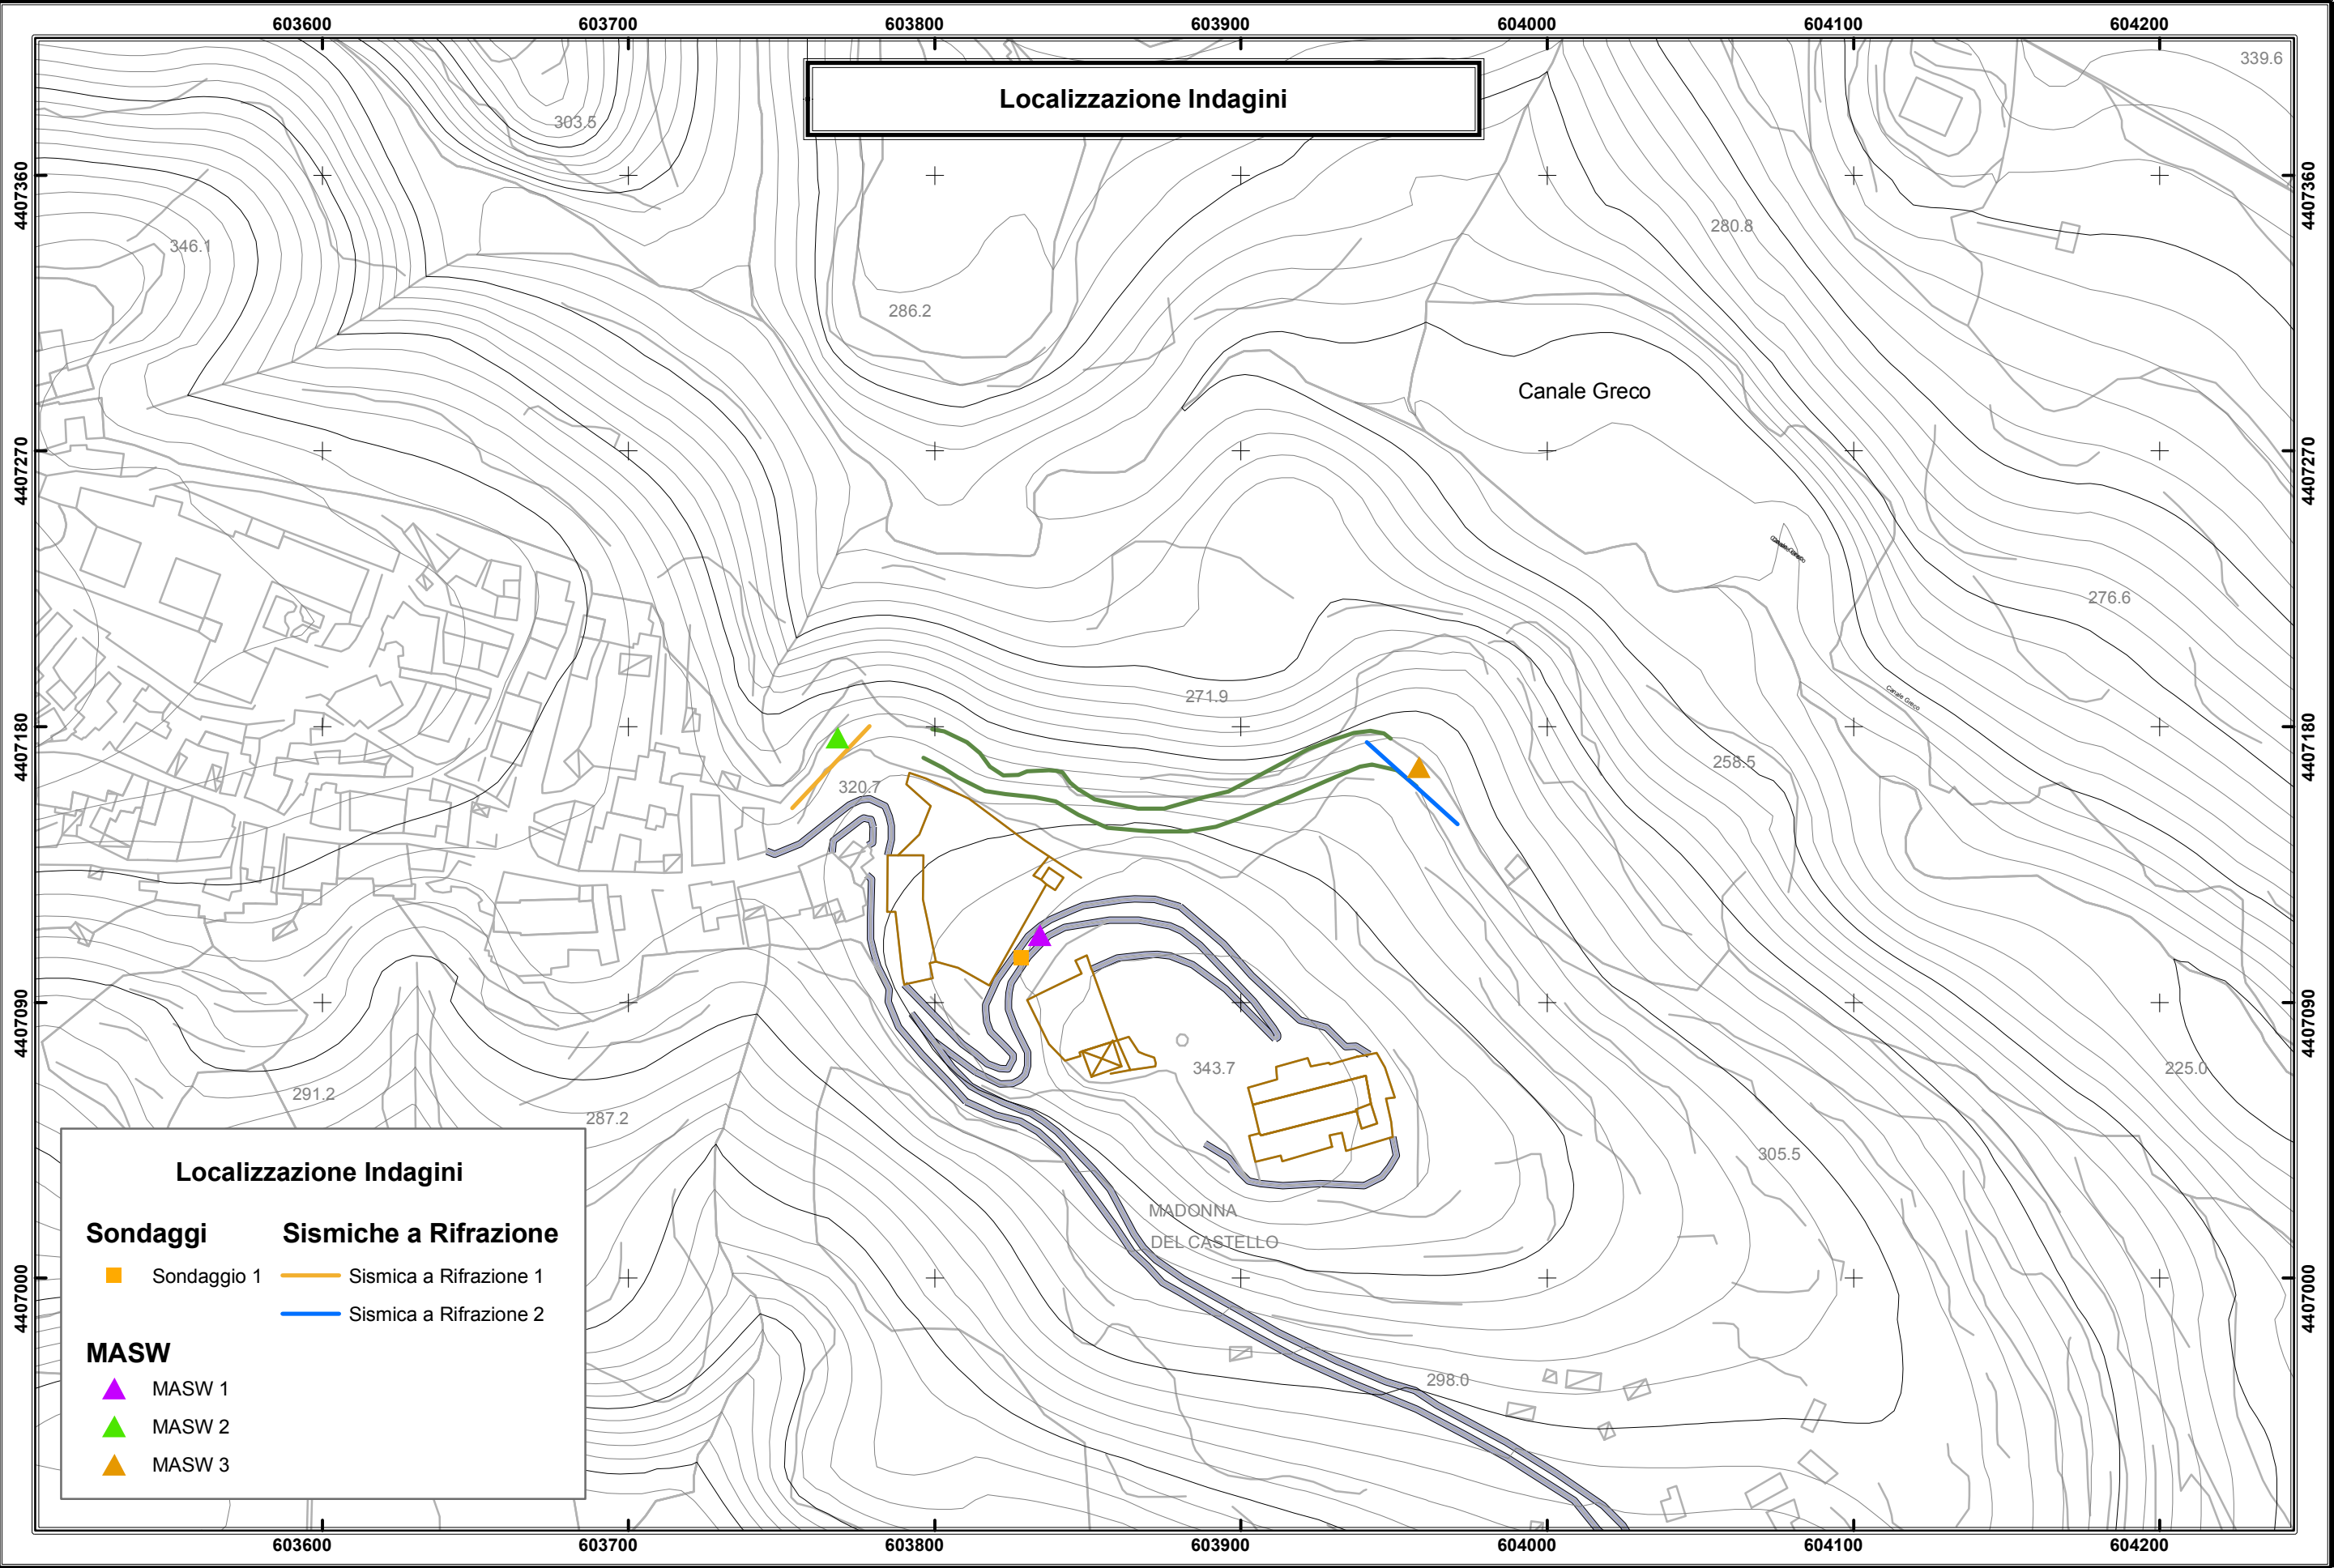 603600 603700 603800 603900 604000 604100 604200
Localizzazione Indagini
339.6
303.5
4407360 4407360
280.8
346.1
286.2
Canale Greco
4407270 4407270
276.6
Canale Greco
271.9
4407180 4407180
258.5
320.7
4407090 4407090
343.7
225.0
291.2
287.2
305.5
MADONNA
DEL CASTELLO
4407000 4407000
298.0
Localizzazione Indagini
Sondaggi
Sondaggio 1
Sismiche a Rifrazione
Sismica a Rifrazione 1
Sismica a Rifrazione 2
MASW
MASW 1
MASW 2
MASW 3
603600 603700 603800 603900 604000 604100 604200